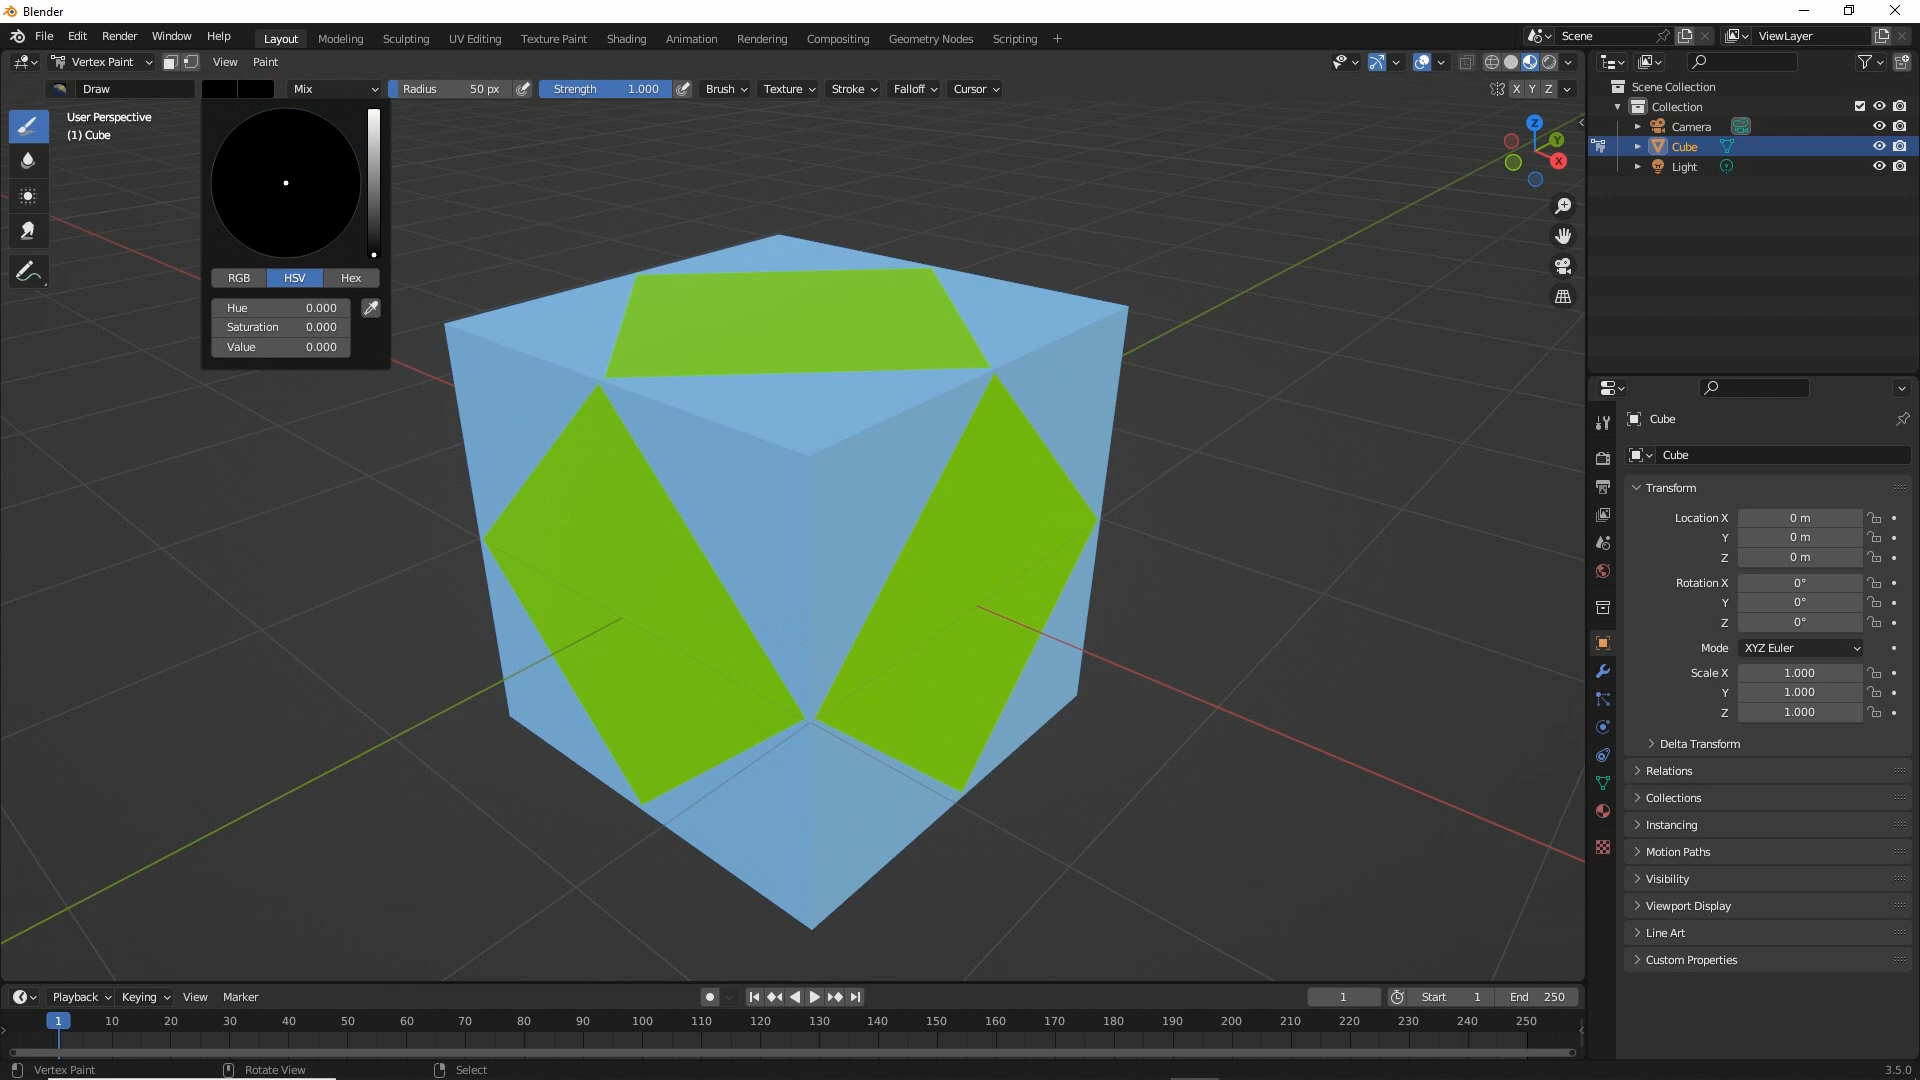 Blender
File Edit Render Window Help Layout Modeling Sculpting UV Editing Texture Paint Shading Animation Rendering Compositing Geometry Nodes Scripting + Scene ViewLayer
Vertex Paint View Paint
Draw Mix Radius 50 px Strength 1.000 Brush Texture Stroke Falloff Cursor X Y Z
User Perspective
(1) Cube
Z
Y
X
RGB HSV Hex
Hue 0.000
Saturation 0.000
Value 0.000
Scene Collection
Collection
Camera
Cube
Light
Cube
Cube
Transform
Location X 0 m
Y 0 m
Z 0 m
Rotation X 0°
Y 0°
Z 0°
Mode XYZ Euler
Scale X 1.000
Y 1.000
Z 1.000
Delta Transform
Relations
Collections
Instancing
Motion Paths
Visibility
Viewport Display
Line Art
Custom Properties
Playback Keying View Marker 1 Start 1 End 250
1 10 20 30 40 50 60 70 80 90 100 110 120 130 140 150 160 170 180 190 200 210 220 230 240 250
Vertex Paint Rotate View Select 3.5.0